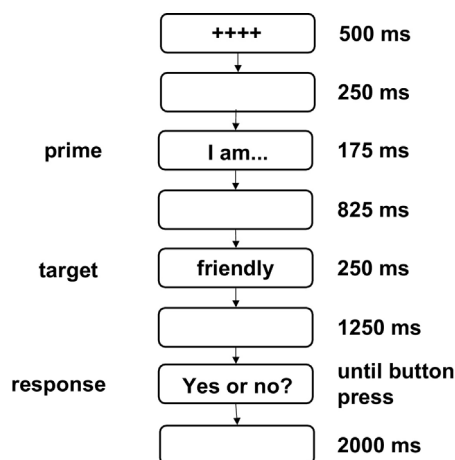 ++++ 500 ms
250 ms
prime I am... 175 ms
825 ms
target friendly 250 ms
1250 ms
response Yes or no? until button
press
2000 ms